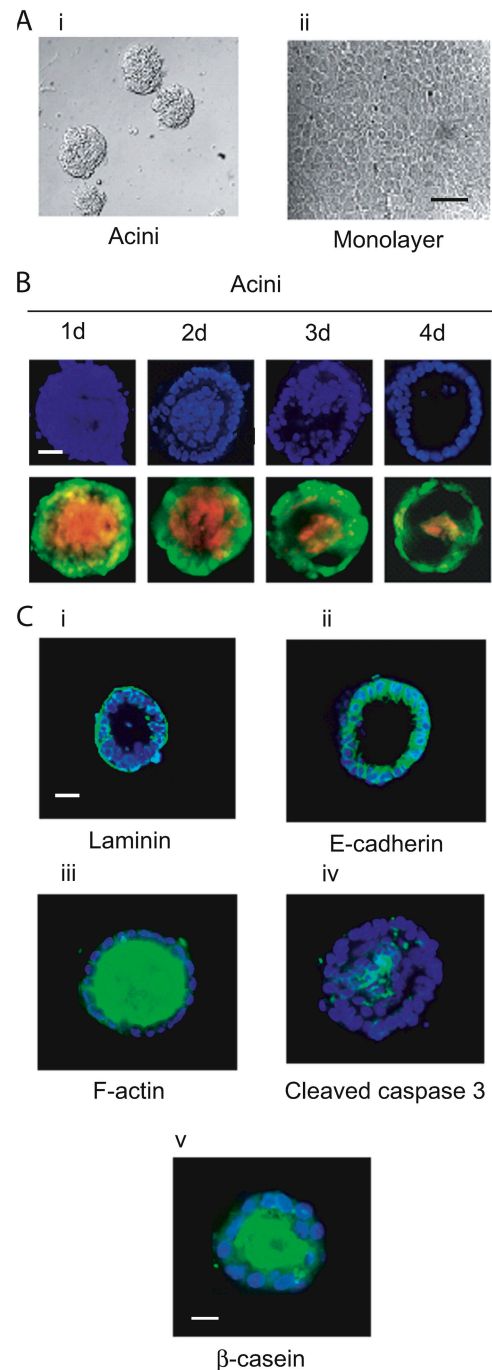 A i ii
Acini Monolayer
B Acini
1d 2d 3d 4d
C i ii
Laminin E-cadherin
iii iv
F-actin Cleaved caspase 3
v
β-casein